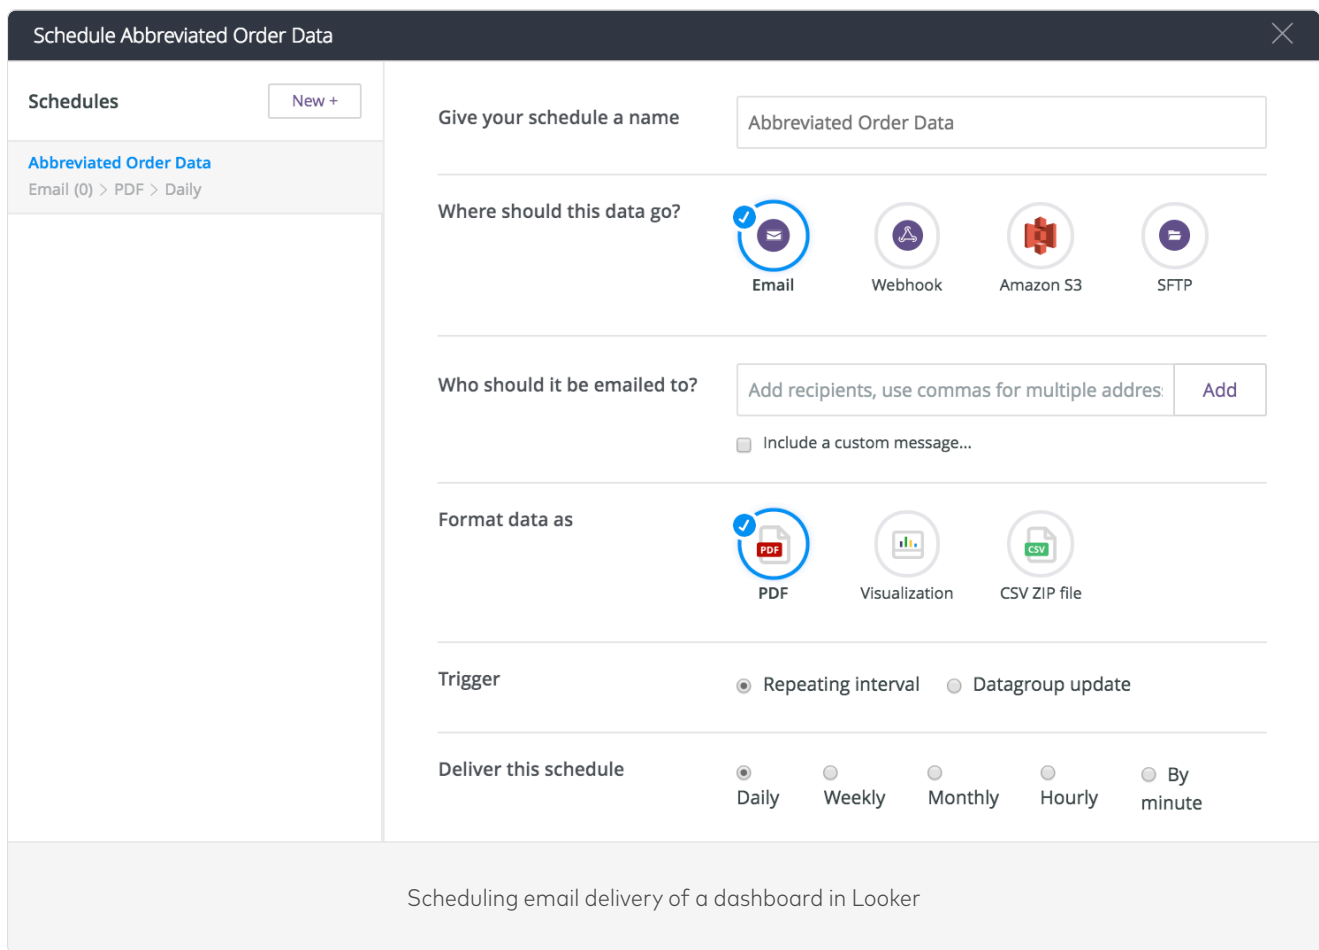 Schedule Abbreviated Order Data
Schedules
New +
Abbreviated Order Data
Email (0) > PDF > Daily
Give your schedule a name
Abbreviated Order Data
Where should this data go?
Email
Webhook
Amazon S3
SFTP
Who should it be emailed to?
Add recipients, use commas for multiple addres
Add
Include a custom message...
Format data as
PDF
CSV
PDF
Visualization
CSV ZIP file
Trigger
Repeating interval
Datagroup update
Deliver this schedule
Daily
Weekly
Monthly
Hourly
By
minute
Scheduling email delivery of a dashboard in Looker